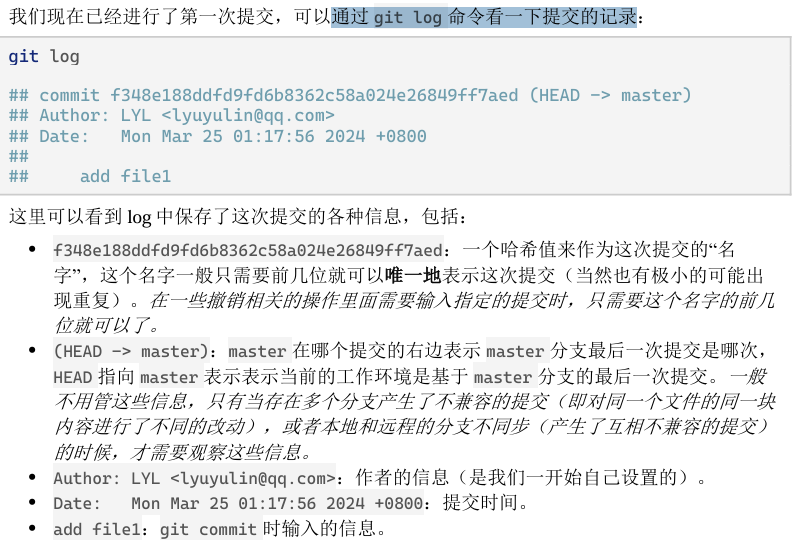 我们现在已经进行了第一次提交，可以通过 git log 命令看一下提交的记录：
git log
## commit f348e188ddfd9fd6b8362c58a024e26849ff7aed (HEAD -> master)
## Author: LYL <lyuyulin@qq.com>
## Date:   Mon Mar 25 01:17:56 2024 +0800
##
##     add file1
这里可以看到 log 中保存了这次提交的各种信息，包括：
• f348e188ddfd9fd6b8362c58a024e26849ff7aed：一个哈希值来作为这次提交的“名
字”，这个名字一般只需要前几位就可以唯一地表示这次提交（当然也有极小的可能出
现重复）。在一些撤销相关的操作里面需要输入指定的提交时，只需要这个名字的前几
位就可以了。
• (HEAD -> master)：master 在哪个提交的右边表示 master 分支最后一次提交是哪次，
HEAD 指向 master 表示表示当前的工作环境是基于 master 分支的最后一次提交。一般
不用管这些信息，只有当存在多个分支产生了不兼容的提交（即对同一个文件的同一块
内容进行了不同的改动），或者本地和远程的分支不同步（产生了互相不兼容的提交）
的时候，才需要观察这些信息。
• Author: LYL <lyuyulin@qq.com>：作者的信息（是我们一开始自己设置的）。
• Date:   Mon Mar 25 01:17:56 2024 +0800：提交时间。
• add file1：git commit 时输入的信息。